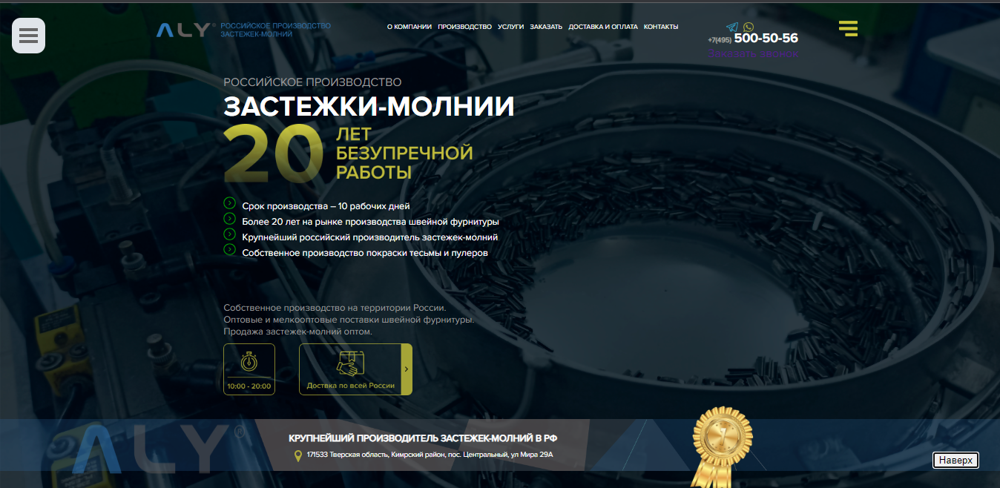 ALY® РОССИЙСКОЕ ПРОИЗВОДСТВО
ЗАСТЕЖЕК-МОЛНИЙ
О КОМПАНИИ ПРОИЗВОДСТВО УСЛУГИ ЗАКАЗАТЬ ДОСТАВКА И ОПЛАТА КОНТАКТЫ
+7(495) 500-50-56
Заказать звонок
РОССИЙСКОЕ ПРОИЗВОДСТВО
ЗАСТЕЖКИ-МОЛНИИ
20 ЛЕТ
БЕЗУПРЕЧНОЙ
РАБОТЫ
Срок производства – 10 рабочих дней
Более 20 лет на рынке производства швейной фурнитуры
Крупнейший российский производитель застежек-молний
Собственное производство покраски тесьмы и пулеров
Собственное производство на территории России.
Оптовые и мелкооптовые поставки швейной фурнитуры.
Продажа застежек-молний оптом.
10:00 - 20:00
Доствка по всей России
ALY®
КРУПНЕЙШИЙ ПРОИЗВОДИТЕЛЬ ЗАСТЕЖЕК-МОЛНИЙ В РФ
171533 Тверская область, Кимрский район, пос. Центральный, ул Мира 29А
1
Наверх